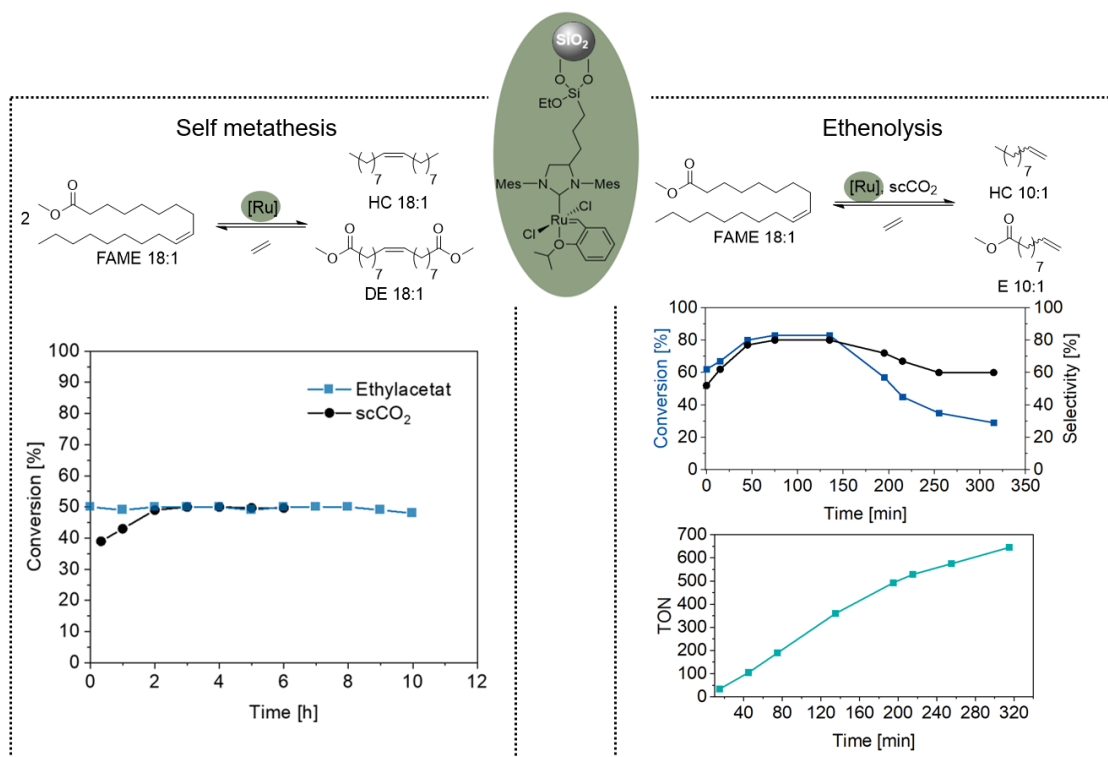 Self metathesis
2
O
O
FAME 18:1
[Ru]
7
7
HC 18:1
O
O
O
O
7
7
DE 18:1
SiO2
O
O
Si
EtO
Mes
N
N
Mes
Cl
Ru
Cl
O
Ethenolysis
O
O
FAME 18:1
[Ru], scCO2
7
HC 10:1
O
O
7
E 10:1
Conversion [%]
100
90
80
70
60
50
40
30
20
10
0
Ethylacetat
scCO2
0 2 4 6 8 10 12
Time [h]
Conversion [%]
100
80
60
40
20
0
100
80
60
40
20
0
Selectivity [%]
0 50 100 150 200 250 300 350
Time [min]
TON
700
600
500
400
300
200
100
0
40 80 120 160 200 240 280 320
Time [min]